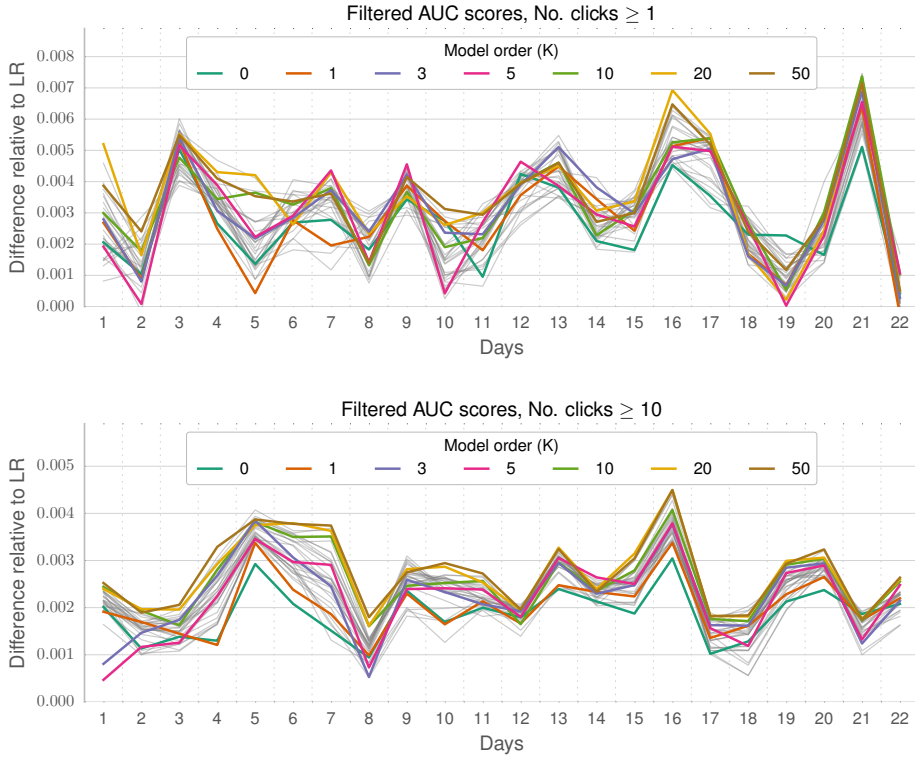 Filtered AUC scores, No. clicks ≥ 1
Difference relative to LR
Model order (K)
0 1 3 5 10 20 50
0.008
0.007
0.006
0.005
0.004
0.003
0.002
0.001
0.000
1 2 3 4 5 6 7 8 9 10 11 12 13 14 15 16 17 18 19 20 21 22
Days
Filtered AUC scores, No. clicks ≥ 10
Difference relative to LR
Model order (K)
0 1 3 5 10 20 50
0.005
0.004
0.003
0.002
0.001
0.000
1 2 3 4 5 6 7 8 9 10 11 12 13 14 15 16 17 18 19 20 21 22
Days